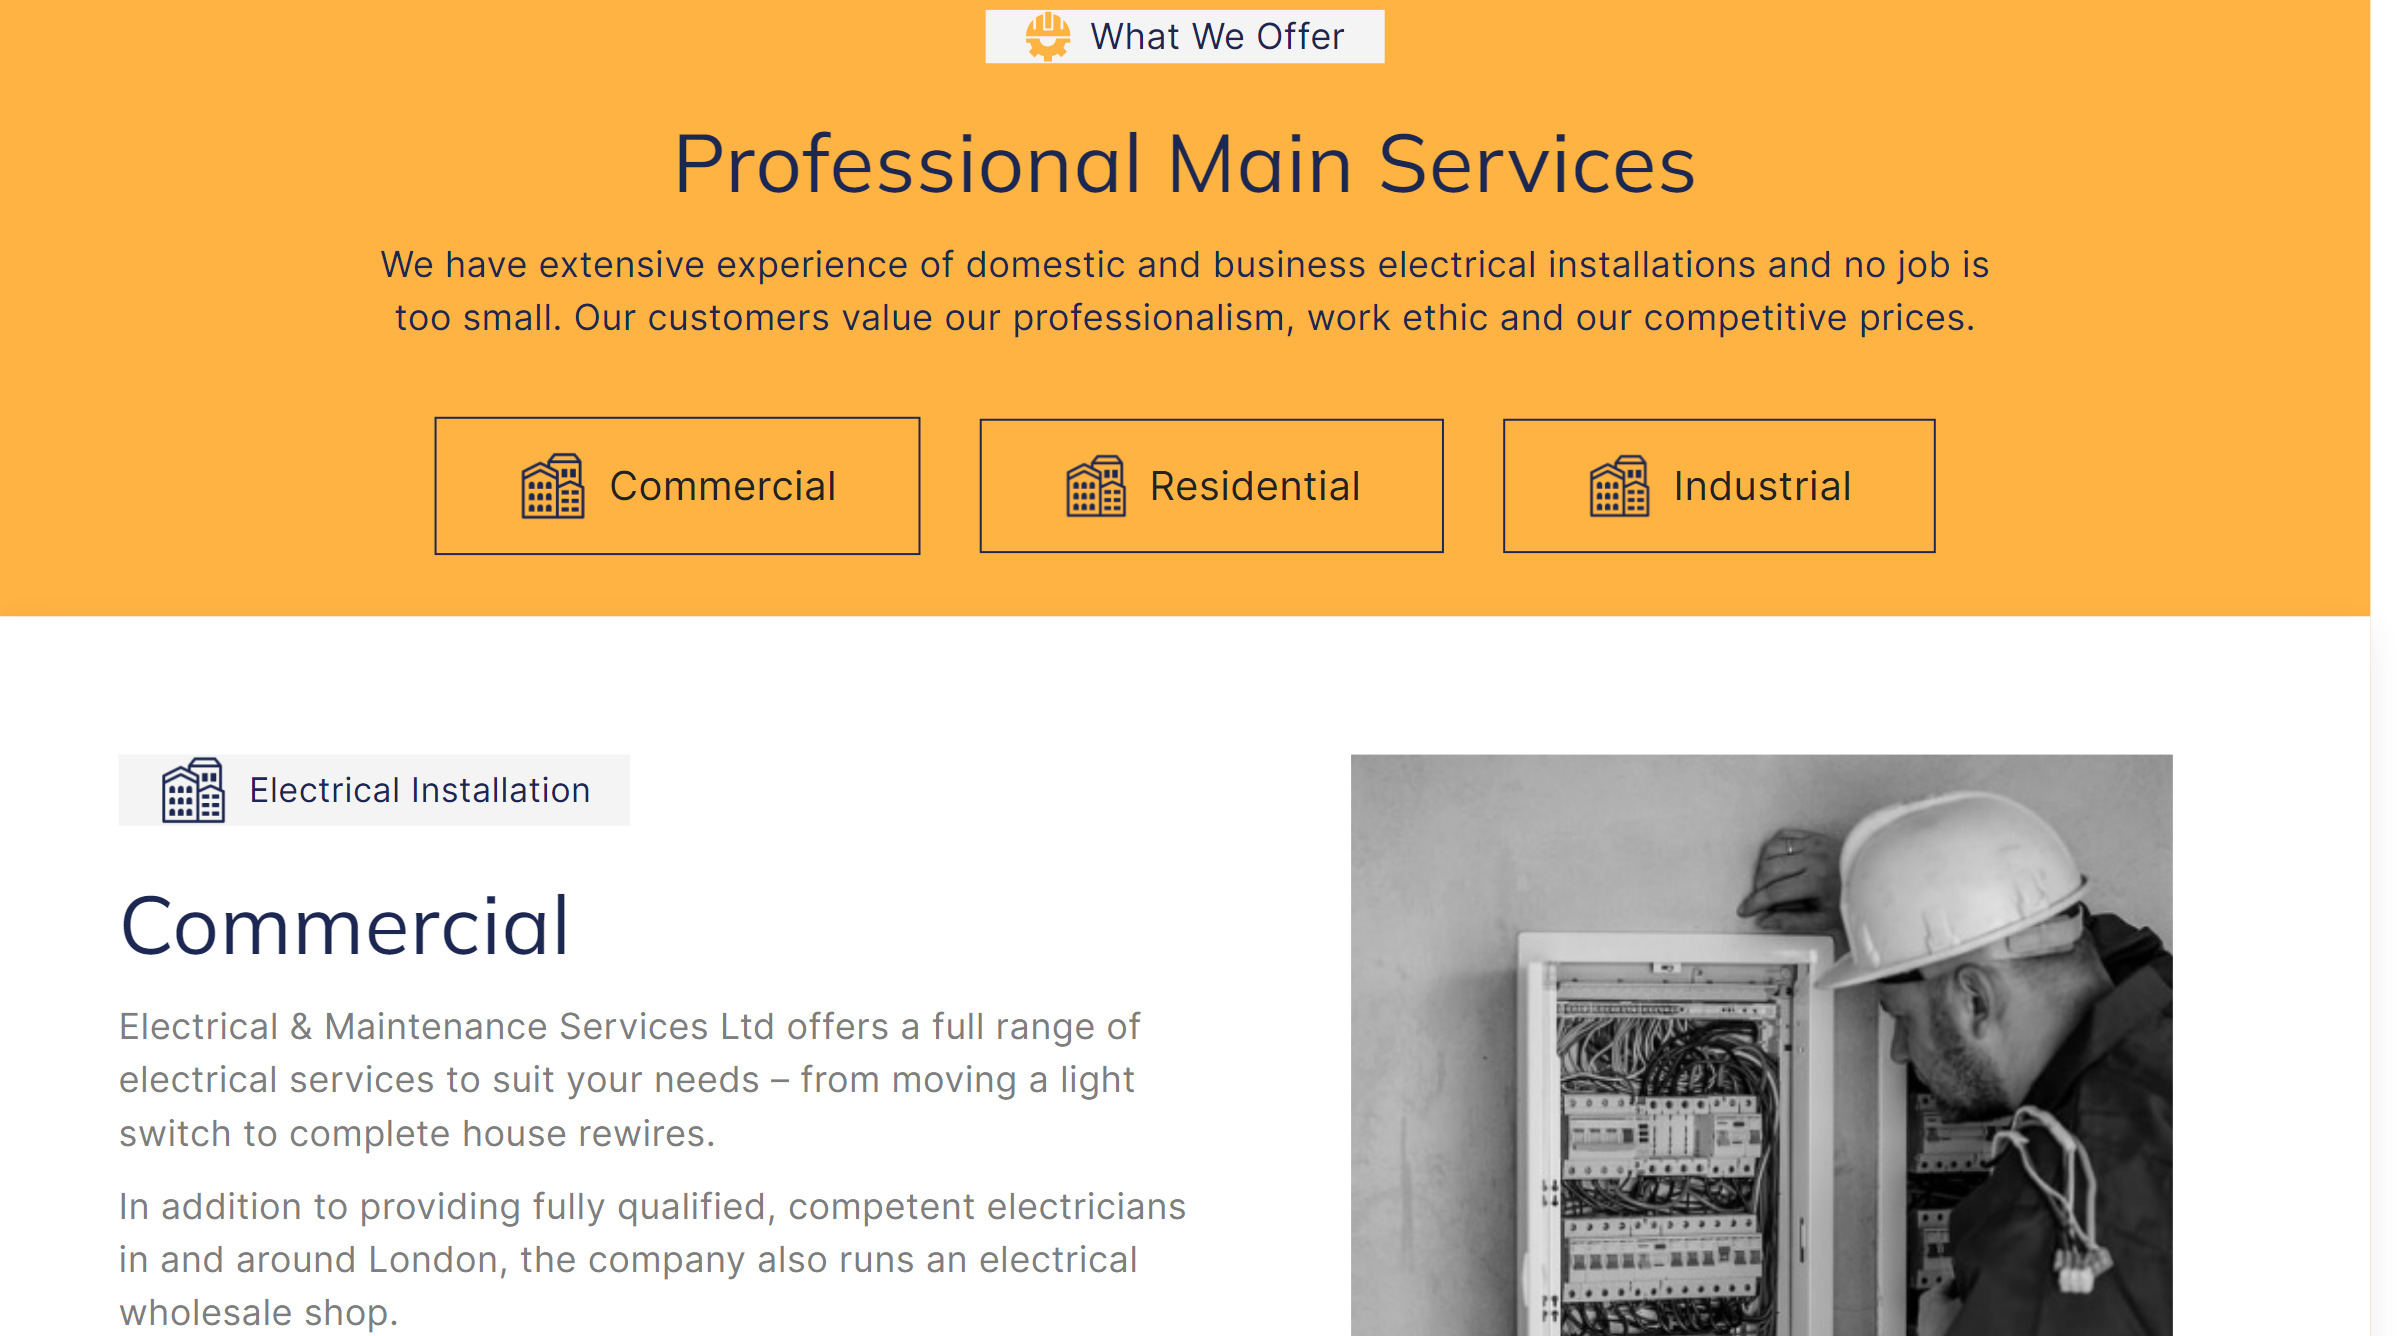 What We Offer
Professional Main Services
We have extensive experience of domestic and business electrical installations and no job is
too small. Our customers value our professionalism, work ethic and our competitive prices.
Commercial
Residential
Industrial
Electrical Installation
Commercial
Electrical & Maintenance Services Ltd offers a full range of
electrical services to suit your needs – from moving a light
switch to complete house rewires.
In addition to providing fully qualified, competent electricians
in and around London, the company also runs an electrical
wholesale shop.